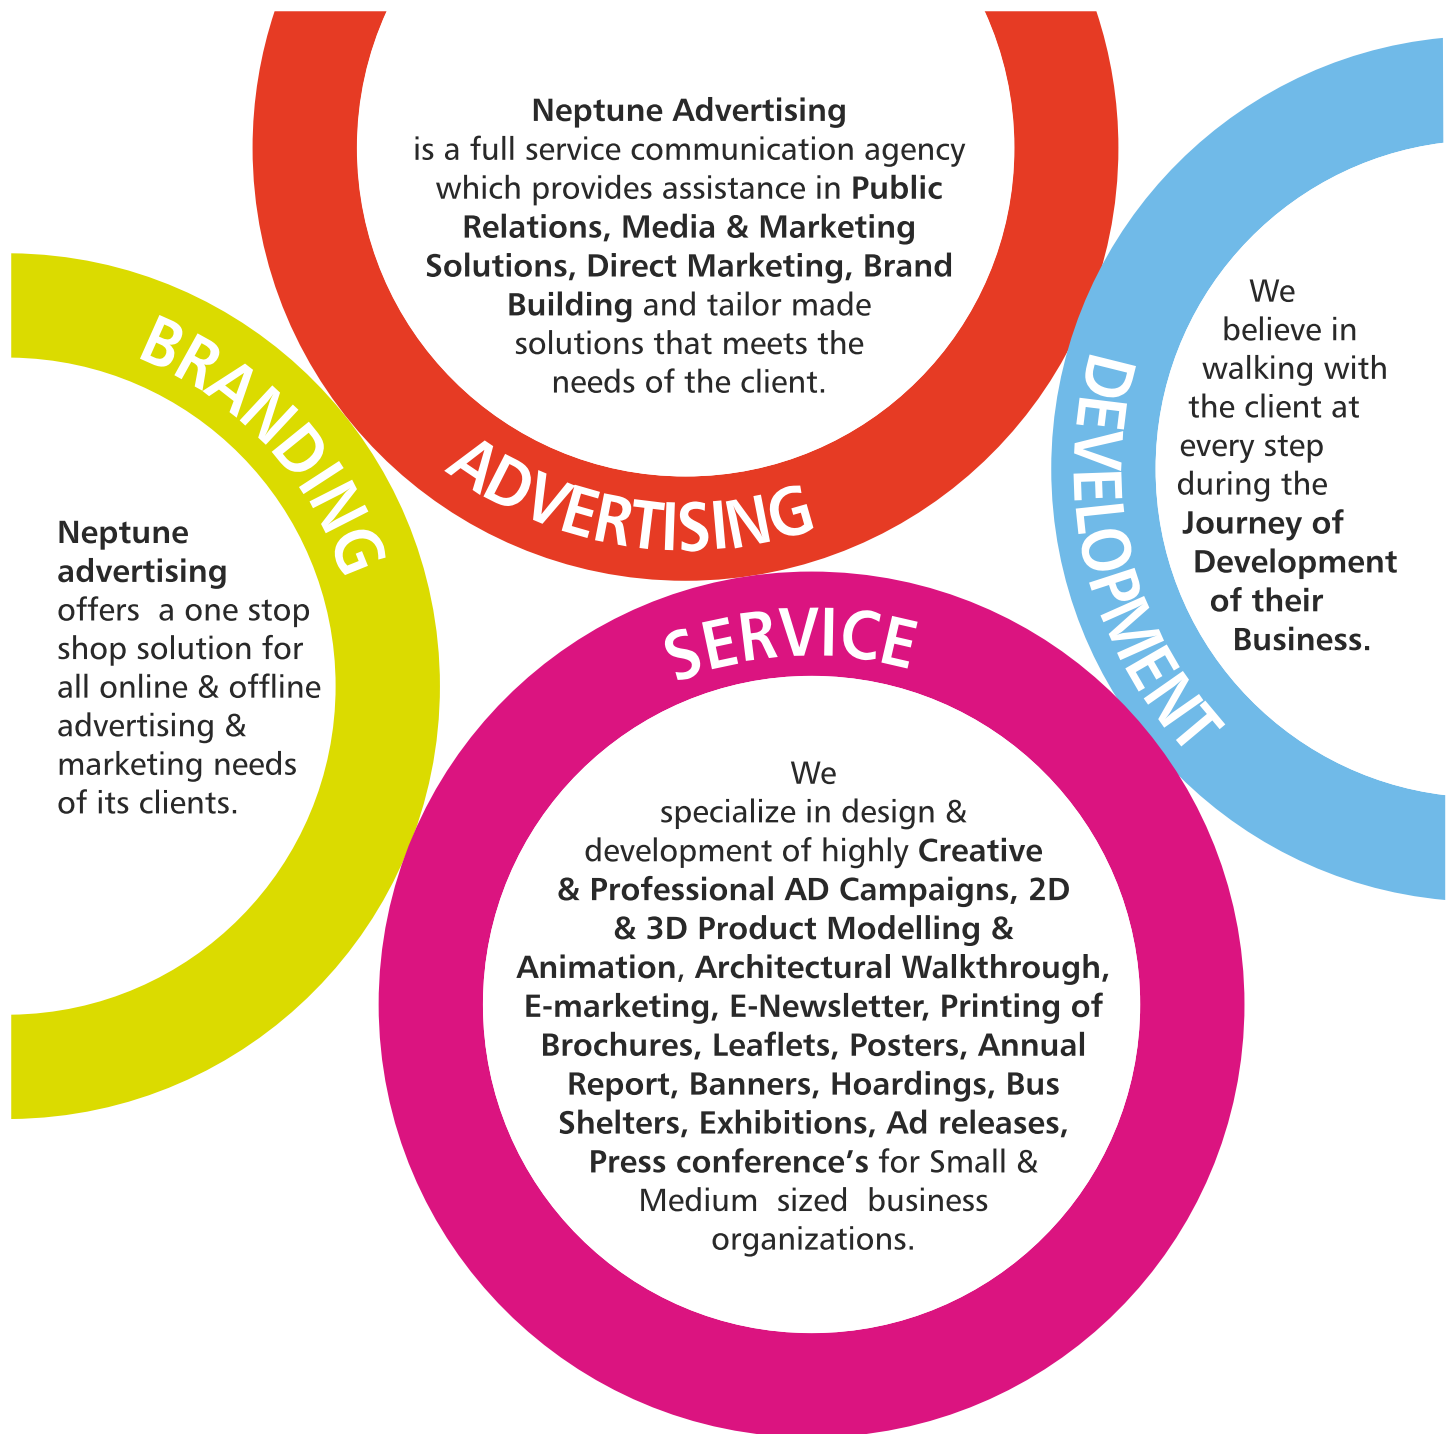 Neptune Advertising
is a full service communication agency
which provides assistance in Public
Relations, Media & Marketing
Solutions, Direct Marketing, Brand
Building and tailor made
solutions that meets the
needs of the client.
ADVERTISING
BRANDING
Neptune
advertising
offers a one stop
shop solution for
all online & offline
advertising &
marketing needs
of its clients.
DEVELOPMENT
We
believe in
walking with
the client at
every step
during the
Journey of
Development
of their
Business.
SERVICE
We
specialize in design &
development of highly Creative
& Professional AD Campaigns, 2D
& 3D Product Modelling &
Animation, Architectural Walkthrough,
E-marketing, E-Newsletter, Printing of
Brochures, Leaflets, Posters, Annual
Report, Banners, Hoardings, Bus
Shelters, Exhibitions, Ad releases,
Press conference’s for Small &
Medium sized business
organizations.